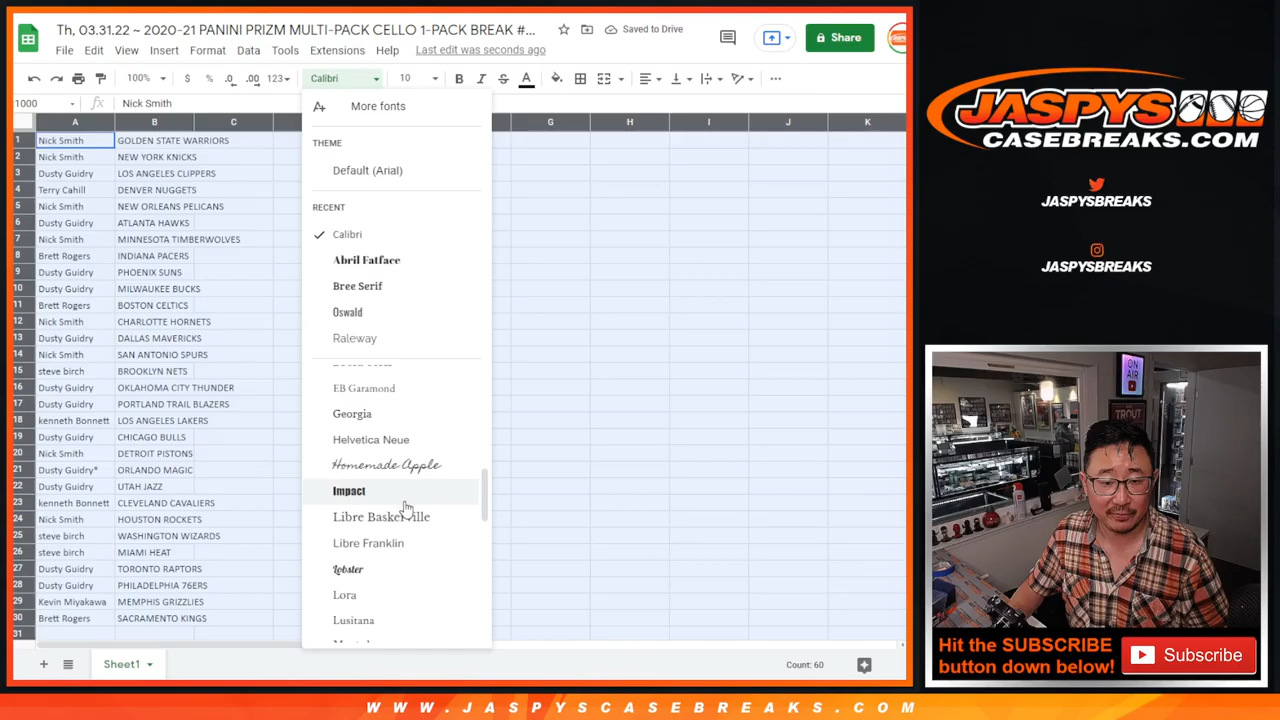 Th, 03.31.22 ~ 2020-21 PANINI PRIZM MULTI-PACK CELLO 1-PACK BREAK #
Saved to Drive
Share
File Edit View Insert Format Data Tools Extensions Help Last edit was seconds ago
100% $ % .0 .00 123 Calibri 10 B I S A
1000 fx Nick Smith
A B C G H I J K
1 Nick Smith GOLDEN STATE WARRIORS
2 Nick Smith NEW YORK KNICKS
3 Dusty Guidry LOS ANGELES CLIPPERS
4 Terry Cahill DENVER NUGGETS
5 Nick Smith NEW ORLEANS PELICANS
6 Dusty Guidry ATLANTA HAWKS
7 Nick Smith MINNESOTA TIMBERWOLVES
8 Brett Rogers INDIANA PACERS
9 Dusty Guidry PHOENIX SUNS
10 Dusty Guidry MILWAUKEE BUCKS
11 Brett Rogers BOSTON CELTICS
12 Nick Smith CHARLOTTE HORNETS
13 Dusty Guidry DALLAS MAVERICKS
14 Nick Smith SAN ANTONIO SPURS
15 steve birch BROOKLYN NETS
16 Dusty Guidry OKLAHOMA CITY THUNDER
17 Dusty Guidry PORTLAND TRAIL BLAZERS
18 kenneth Bonnett LOS ANGELES LAKERS
19 Dusty Guidry CHICAGO BULLS
20 Nick Smith DETROIT PISTONS
21 Dusty Guidry* ORLANDO MAGIC
22 Dusty Guidry UTAH JAZZ
23 kenneth Bonnett CLEVELAND CAVALIERS
24 Nick Smith HOUSTON ROCKETS
25 steve birch WASHINGTON WIZARDS
26 steve birch MIAMI HEAT
27 Dusty Guidry TORONTO RAPTORS
28 Dusty Guidry PHILADELPHIA 76ERS
29 Kevin Miyakawa MEMPHIS GRIZZLIES
30 Brett Rogers SACRAMENTO KINGS
31
More fonts
THEME
Default (Arial)
RECENT
Calibri
Abril Fatface
Bree Serif
Oswald
Raleway
EB Garamond
Georgia
Helvetica Neue
Homemade Apple
Impact
Libre Baskerville
Libre Franklin
Lobster
Lora
Lusitana
Sheet1
Count: 60
JASPYS
CASEBREAKS.COM
JASPYSBREAKS
JASPYSBREAKS
ON
AIR
TROUT
Hit the SUBSCRIBE
button down below!
Subscribe
WWW.JASPYSCASEBREAKS.COM